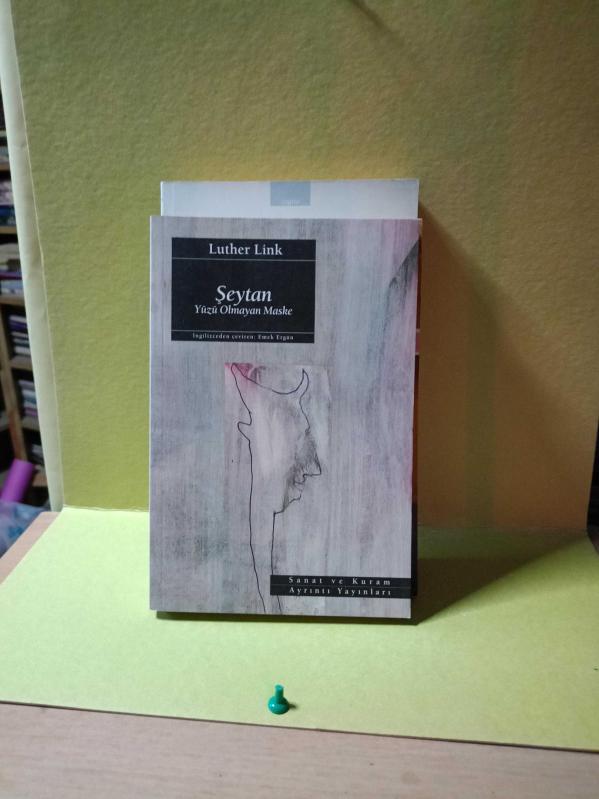 Luther Link
Şeytan
Yüzü Olmayan Maske
İngilizceden çeviren: Emek Ergün
Sanat ve Kuram
Ayrıntı Yayınları